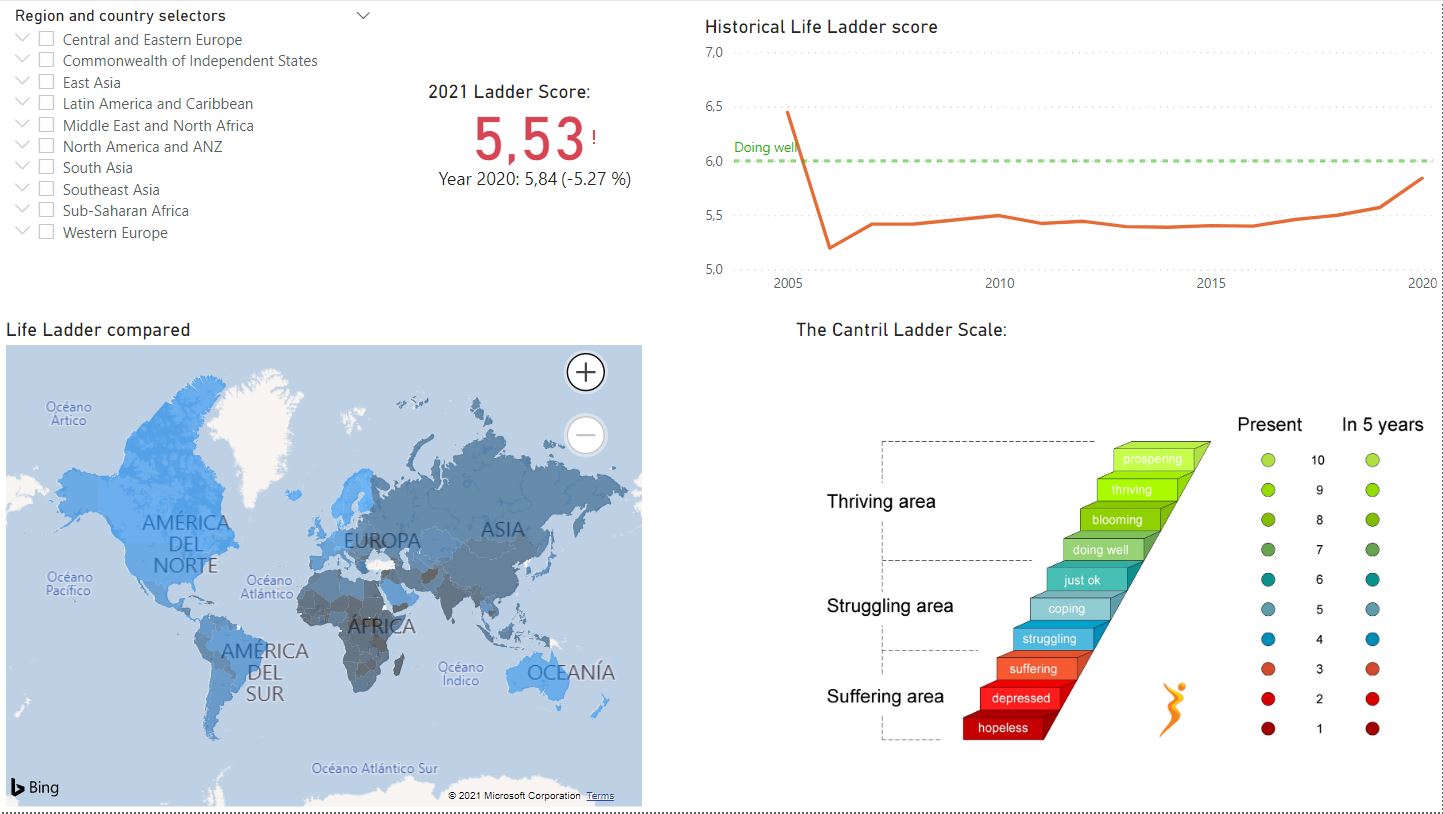 Region and country selectors
Central and Eastern Europe
Commonwealth of Independent States
East Asia
Latin America and Caribbean
Middle East and North Africa
North America and ANZ
South Asia
Southeast Asia
Sub-Saharan Africa
Western Europe
2021 Ladder Score:
5,53!
Year 2020: 5,84 (-5.27 %)
Historical Life Ladder score
7,0
6,5
Doing well
6,0
5,5
5,0
2005
2010
2015
2020
Life Ladder compared
Océano
Ártico
AMÉRICA
DEL
NORTE
EUROPA
ASIA
Océano
Pacífico
Océano
Atlántico
ÁFRICA
AMÉRICA
DEL
SUR
Océano
Índico
OCEANÍA
Océano Atlántico Sur
Bing
© 2021 Microsoft Corporation Terms
The Cantril Ladder Scale:
Present In 5 years
Thriving area
Struggling area
Suffering area
prospering
thriving
blooming
doing well
just ok
coping
struggling
suffering
depressed
hopeless
10
9
8
7
6
5
4
3
2
1